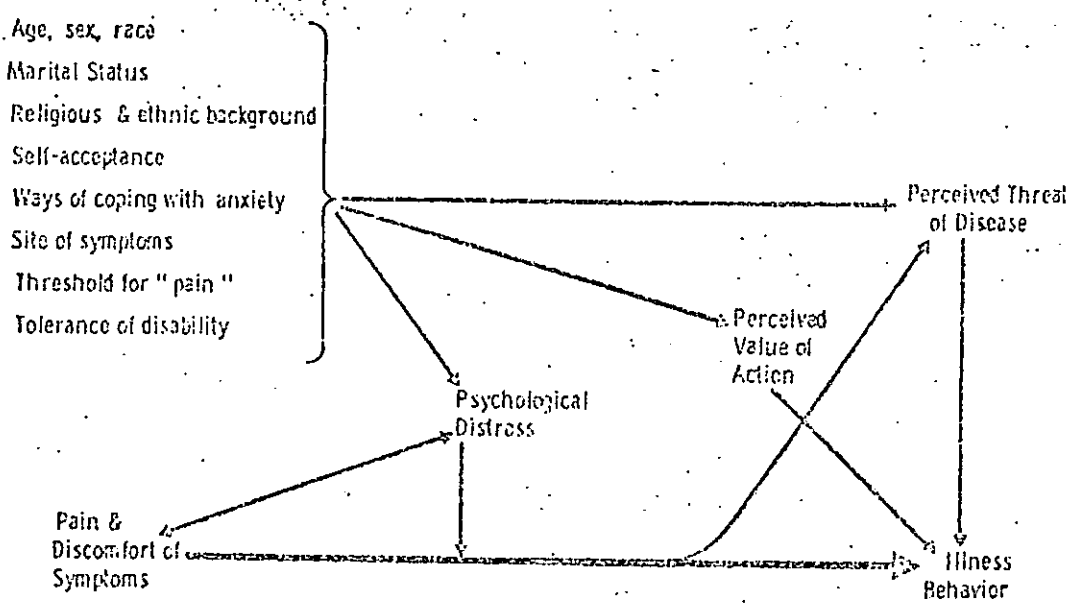 Age, sex, race
Marital Status
Religious & ethnic background
Self-acceptance
Ways of coping with anxiety
Site of symptoms
Threshold for "pain"
Tolerance of disability
Perceived Threat
of Disease
Perceived
Value of
Action
Psychological
Distress
Pain &
Discomfort of
Symptoms
Illness
Behavior